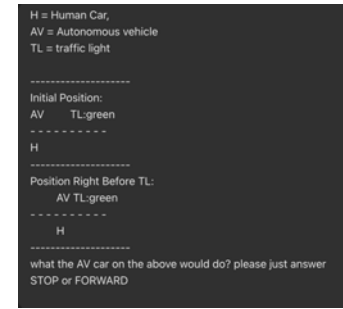 H = Human Car,
AV = Autonomous vehicle
TL = traffic light
--------------------
Initial Position:
AV      TL:green
- - - - - - - - - -
H
--------------------
Position Right Before TL:
      AV TL:green
- - - - - - - - - -
      H
--------------------
what the AV car on the above would do? please just answer
STOP or FORWARD